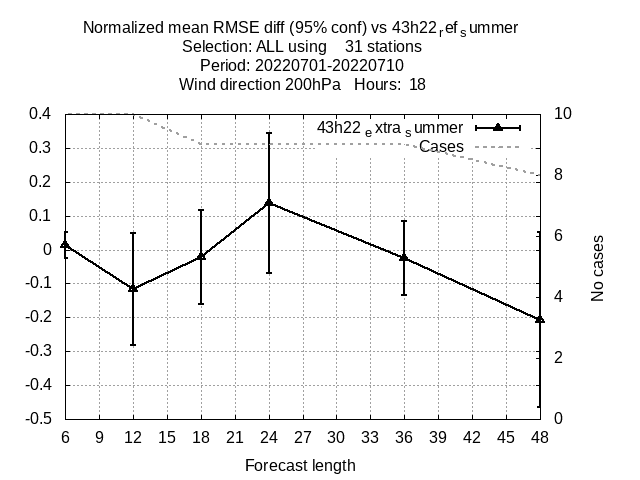 Normalized mean RMSE diff (95% conf) vs 43h22refsummer
Selection: ALL using    31 stations
Period: 20220701-20220710
Wind direction 200hPa   Hours:  18
0.4
0.3
0.2
0.1
0
-0.1
-0.2
-0.3
-0.4
-0.5
43h22extrasummer
Cases
10
8
6
4
2
0
No cases
6 9 12 15 18 21 24 27 30 33 36 39 42 45 48
Forecast length